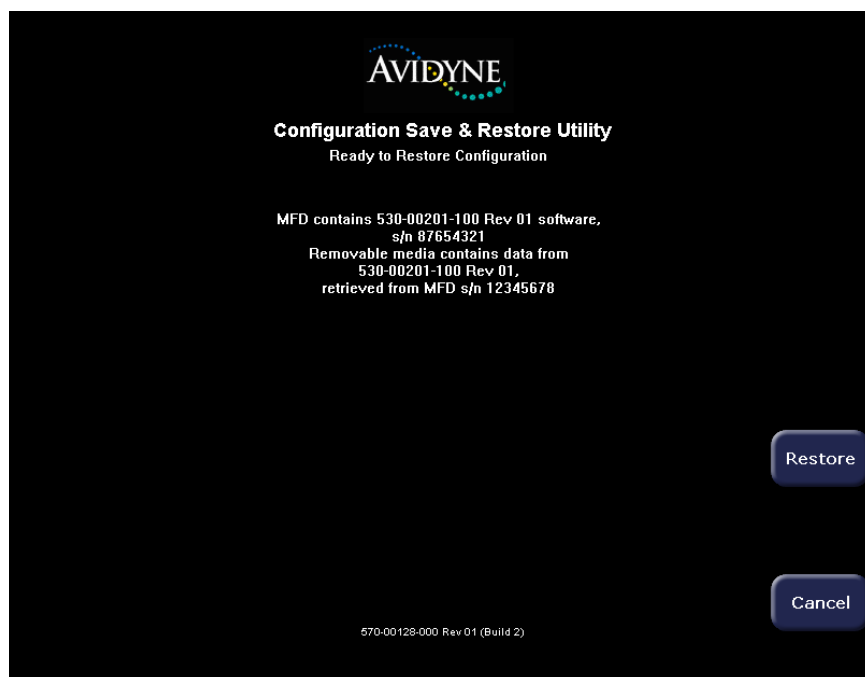 AVIDYNE
Configuration Save & Restore Utility
Ready to Restore Configuration
MFD contains 530-00201-100 Rev 01 software,
s/n 87654321
Removable media contains data from
530-00201-100 Rev 01,
retrieved from MFD s/n 12345678
Restore
Cancel
570-00128-000 Rev 01 (Build 2)